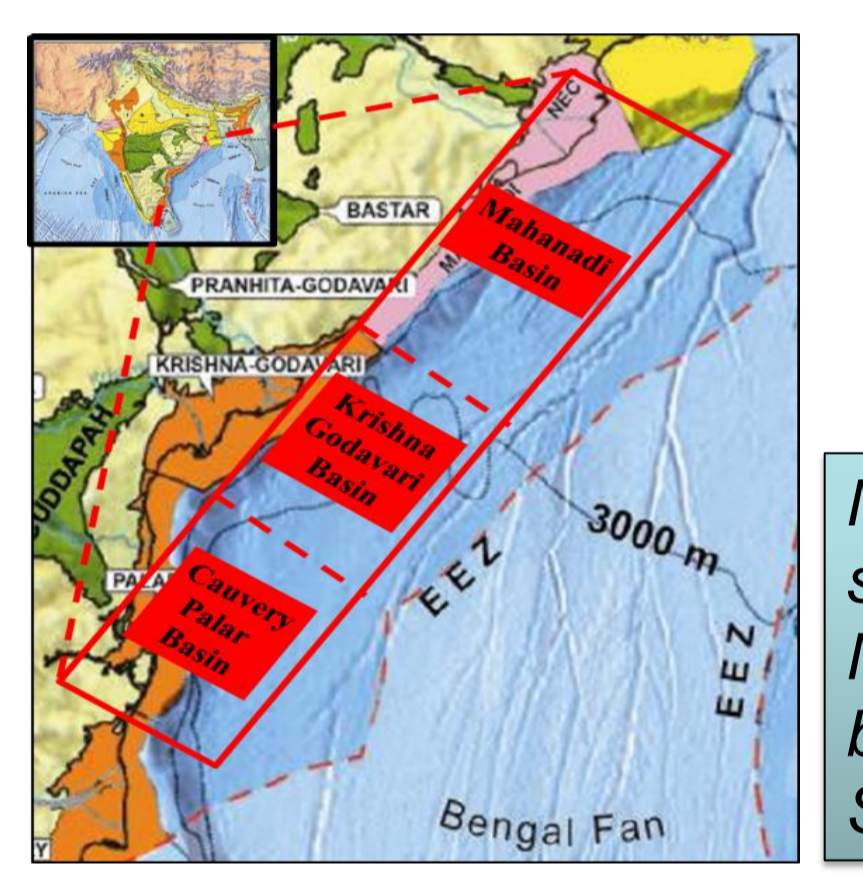 NEC
BASTAR
Mahanadi
Basin
PRANHITA-GODAVARI
KRISHNA-GODAVARI
Krishna
Godavari
Basin
CUDDAPAH
3000 m
EEZ
Cauvery
Palar
Basin
EEZ
Bengal Fan